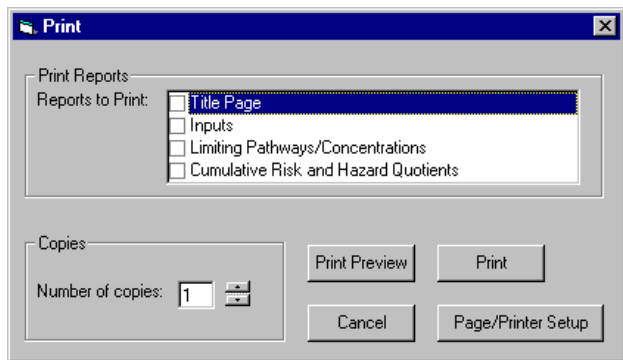 Print
Print Reports
Reports to Print:
Title Page
Inputs
Limiting Pathways/Concentrations
Cumulative Risk and Hazard Quotients
Copies
Number of copies: 1
Print Preview
Print
Cancel
Page/Printer Setup